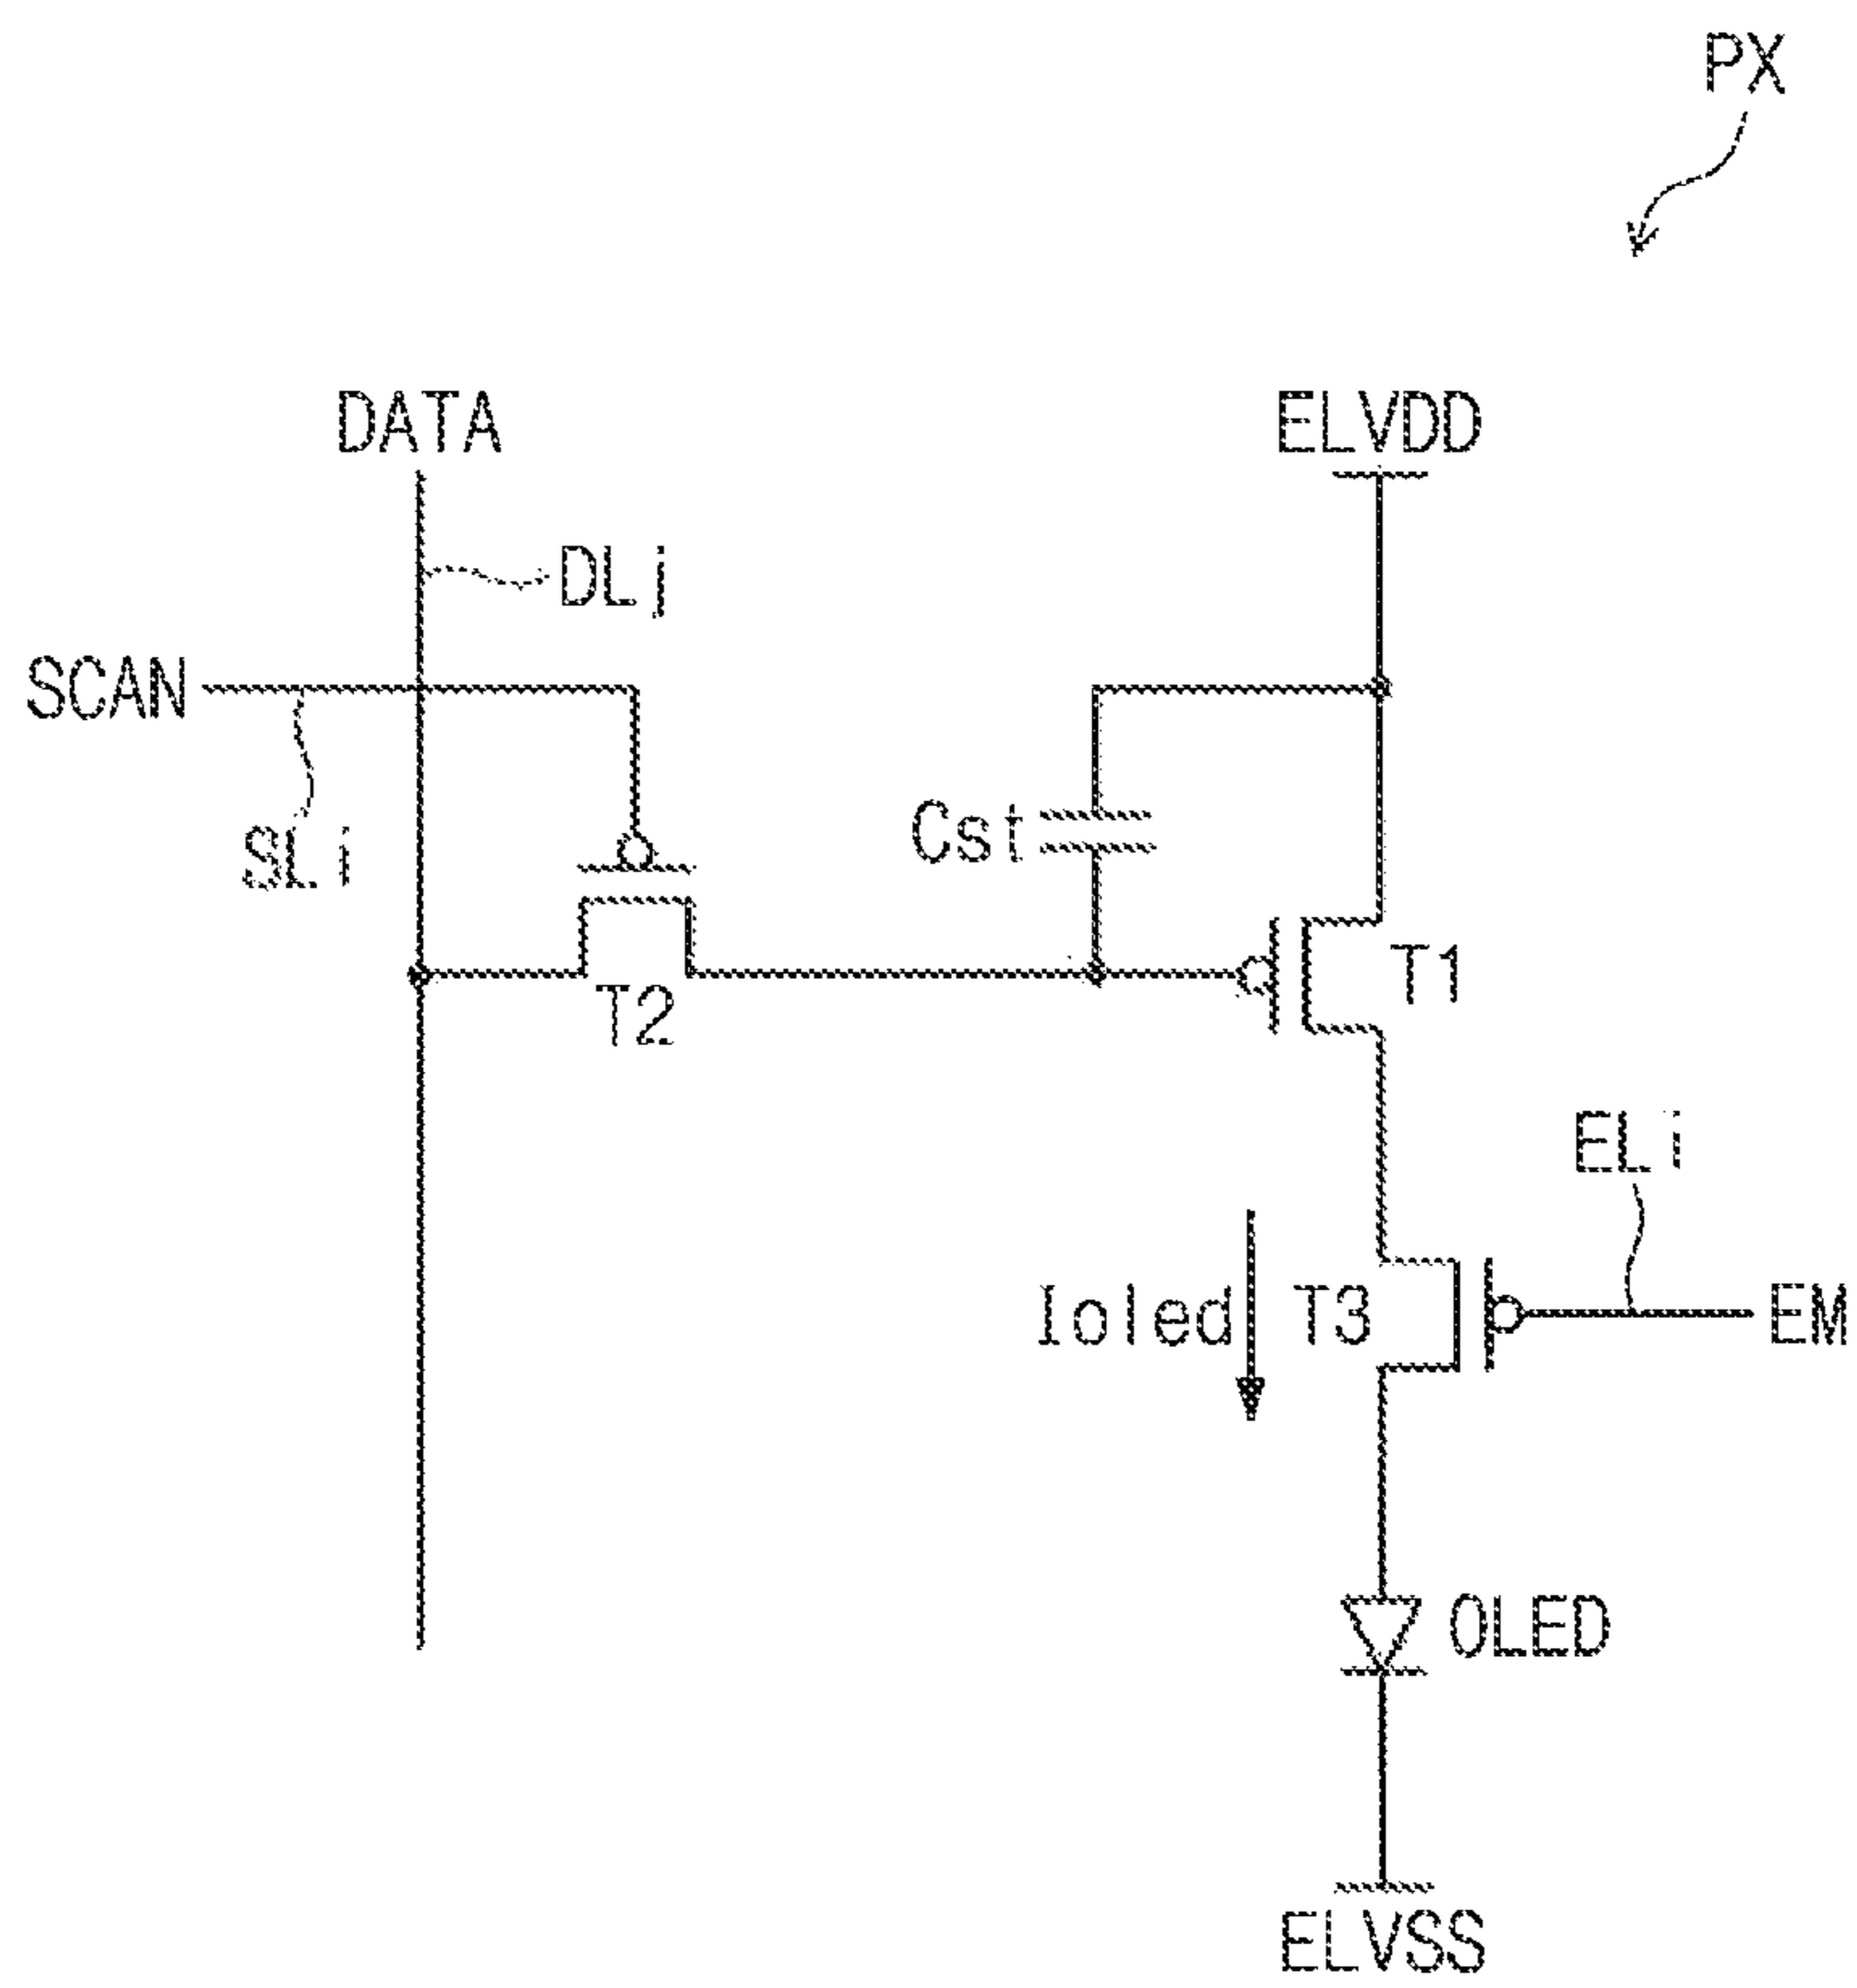 PX
DATA
ELVDD
DLj
SCAN
SLi
Cst
T1
T2
ELi
Ioled
T3
EM
OLED
ELVSS